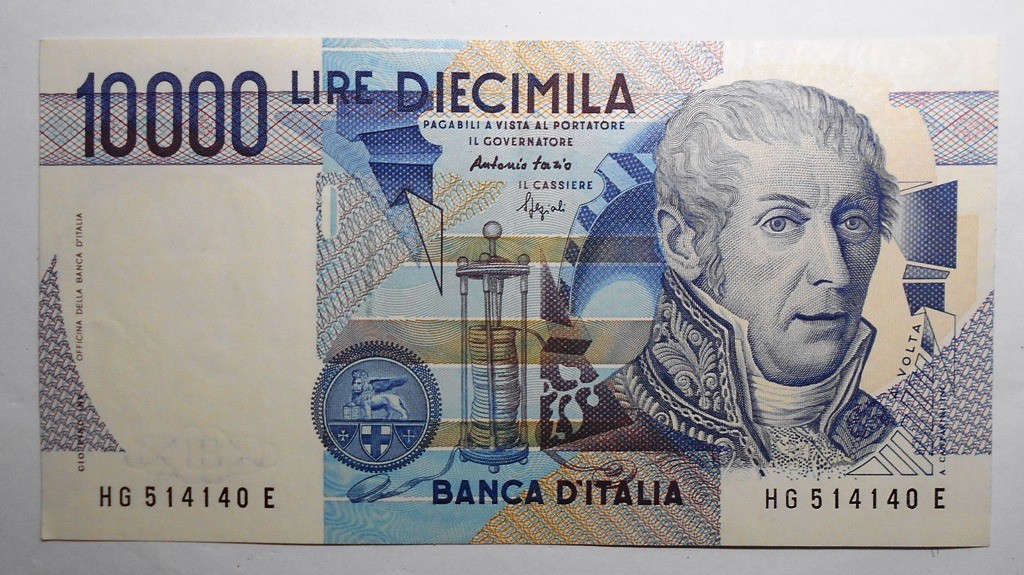 10000 LIRE DIECIMILA
PAGABILI A VISTA AL PORTATORE
IL GOVERNATORE
Antonio Fazio
IL CASSIERE
OFFICINA DELLA BANCA D'ITALIA
VOLTA
BANCA D'ITALIA
HG 514140 E
HG 514140 E